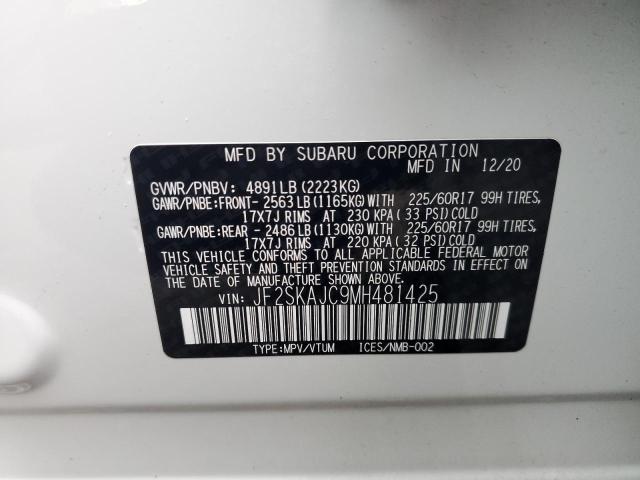 MFD BY SUBARU CORPORATION
MFD IN 12/20
GVWR/PNBV: 4891LB(2223KG)
GAWR/PNBE:FRONT- 2563LB(1165KG)WITH 225/60R17 99H TIRES,
17X7J RIMS AT 230 KPA( 33 PSI)COLD
GAWR/PNBE:REAR - 2486LB(1130KG)WITH 225/60R17 99H TIRES,
17X7J RIMS AT 220 KPA( 32 PSI)COLD
THIS VEHICLE CONFORMS TO ALL APPLICABLE FEDERAL MOTOR
VEHICLE SAFETY AND THEFT PREVENTION STANDARDS IN EFFECT
ON THE DATE OF MANUFACTURE SHOWN ABOVE.
VIN: JF2SKAJC9MH481425
TYPE:MPV/VTUM ICES/NMB-002